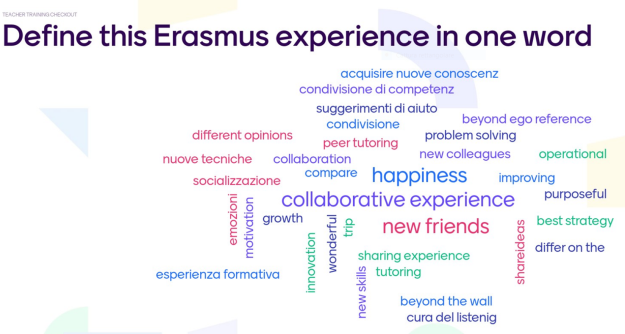 TEACHER TRAINING CHECKOUT
Define this Erasmus experience in one word
acquisire nuove conoscenz
condivisione di competenz
suggerimenti di aiuto
beyond ego reference
condivisione
different opinions
problem solving
peer tutoring
new colleagues
operational
nuove tecniche
collaboration
compare
happiness
improving
socializzazione
purposeful
collaborative experience
emozioni
motivation
growth
wonderful
trip
new friends
best strategy
shareideas
differ on the
innovation
sharing experience
esperienza formativa
tutoring
new skills
beyond the wall
cura del listenig